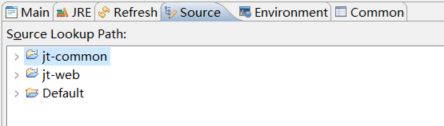 Main JRE Refresh Source Environment Common
Source Lookup Path:
jt-common
jt-web
Default